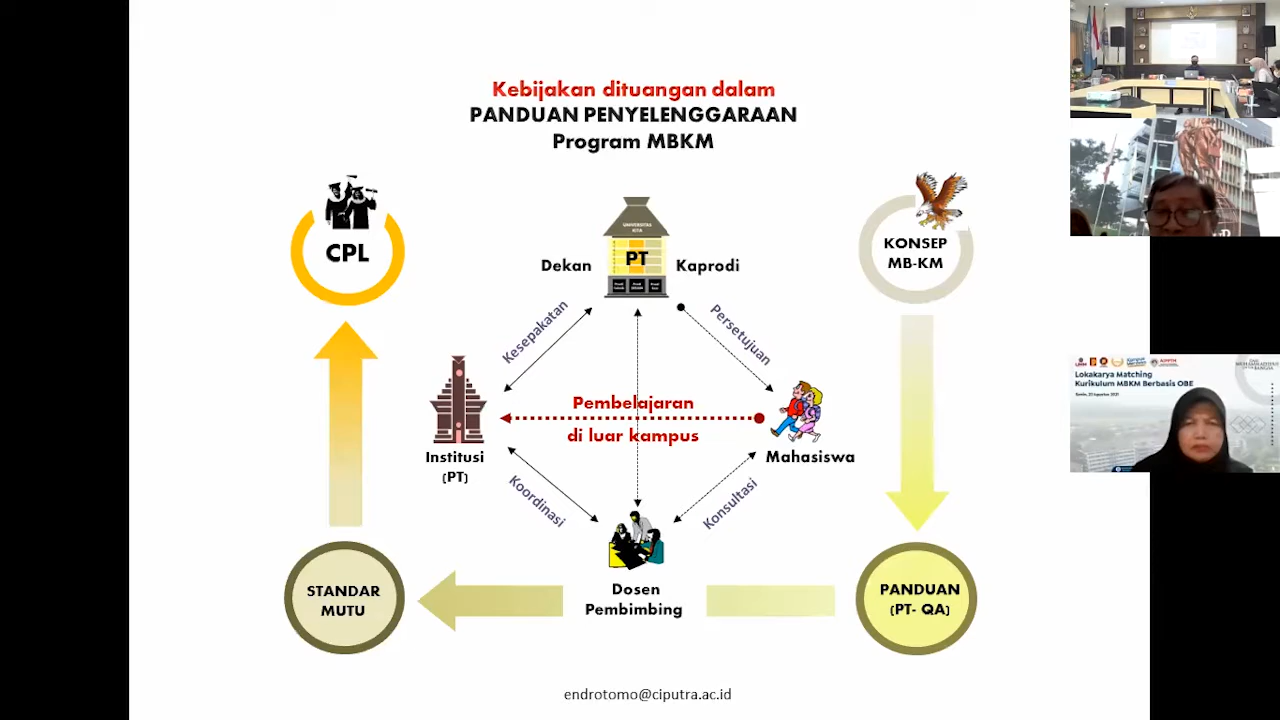 Kebijakan dituangan dalam
PANDUAN PENYELENGGARAAN
Program MBKM
CPL
UNIVERSITAS
KITA
PT
Dekan
Kaprodi
KONSEP
MB-KM
Kesepakatan
Persetujuan
Pembelajaran
di luar kampus
Institusi
(PT)
Mahasiswa
Koordinasi
Konsultasi
Dosen
Pembimbing
STANDAR
MUTU
PANDUAN
(PT- QA)
endrotomo@ciputra.ac.id
Lokakarya Matching
Kurikulum MBKM Berbasis OBE